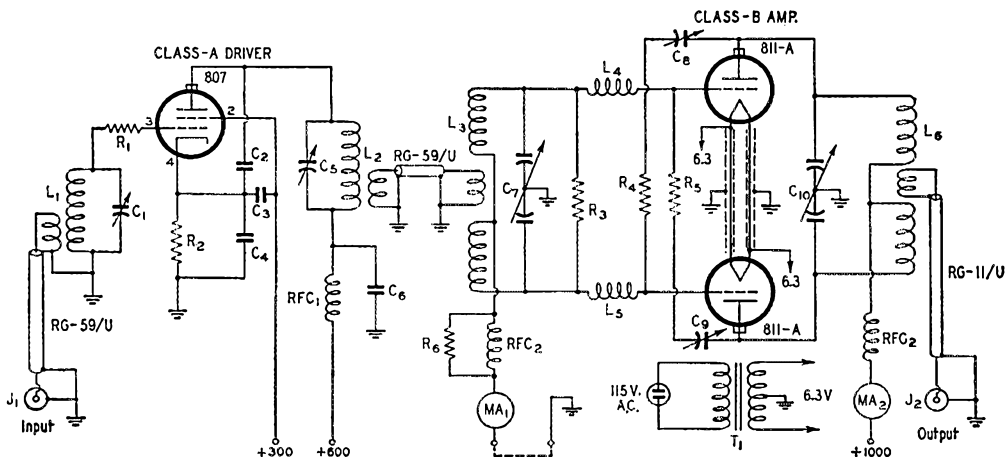 CLASS-A DRIVER
807
2
3
4
R1
L1
C1
R2
C2
C3
C4
RG-59/U
J1
Input
+300
C5
L2
RFC1
C6
+600
RG-59/U
L3
C7
R3
L4
L5
R6
RFC2
MA1
CLASS-B AMP.
811-A
C8
R4
R5
6.3
6.3
C9
811-A
115 V.
A.C.
T1
6.3V
C10
L6
RG-11/U
RFC2
MA2
+1000
J2
Output